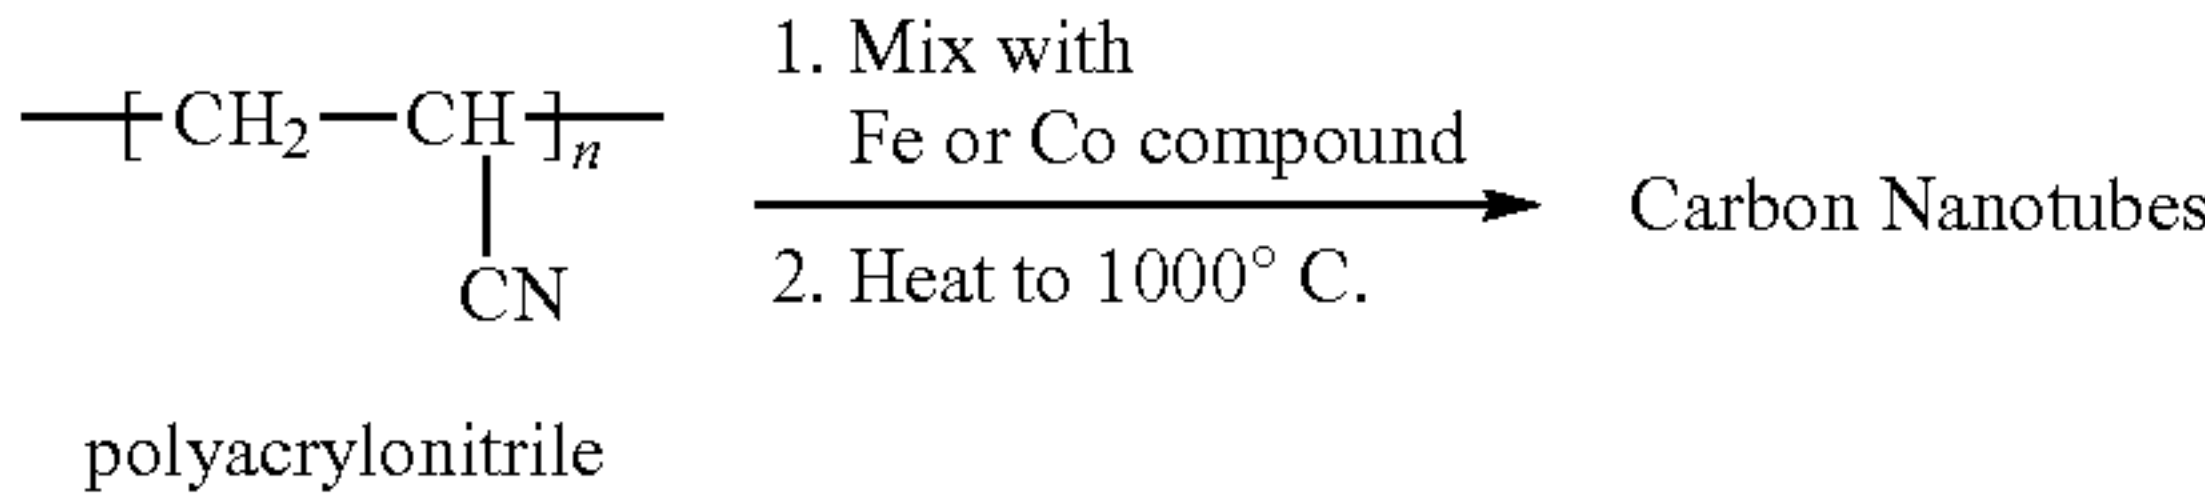 1. Mix with
Fe or Co compound
—[CH₂—CH]ₙ—
CN
2. Heat to 1000° C.
Carbon Nanotubes
polyacrylonitrile